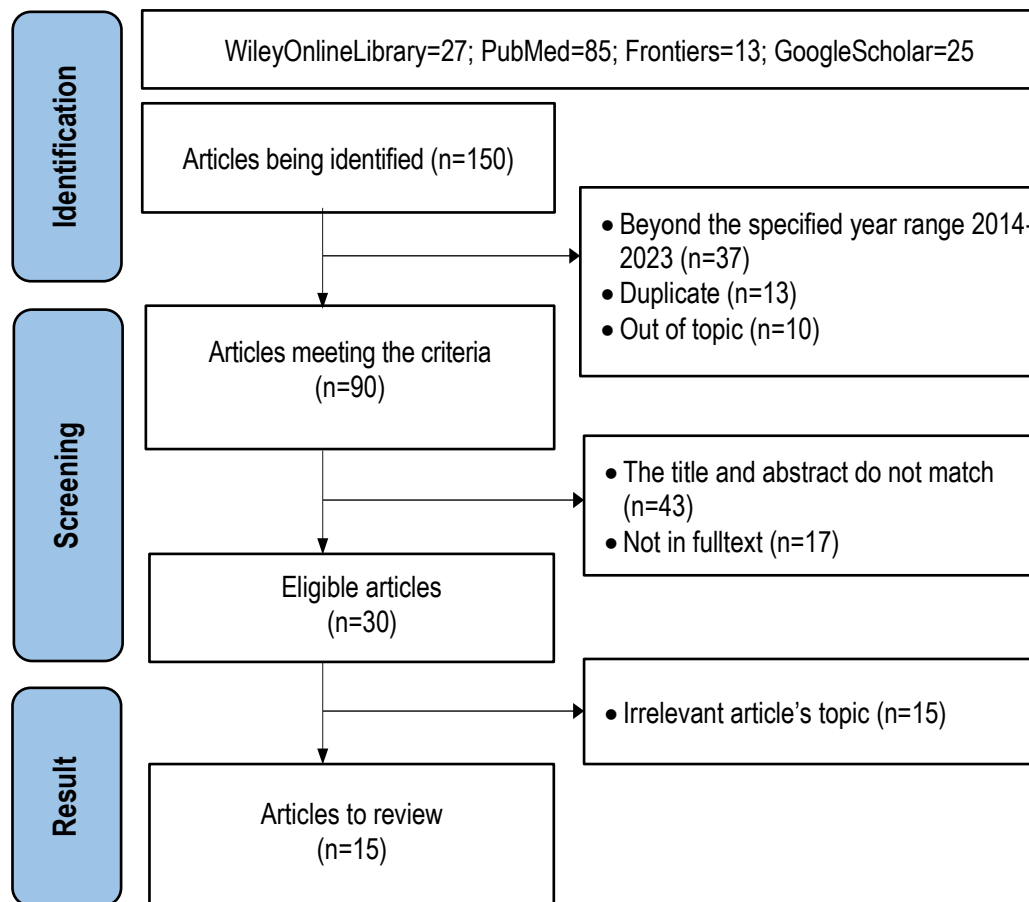 Identification
WileyOnlineLibrary=27; PubMed=85; Frontiers=13; GoogleScholar=25
Articles being identified (n=150)
• Beyond the specified year range 2014-
2023 (n=37)
• Duplicate (n=13)
• Out of topic (n=10)
Screening
Articles meeting the criteria
(n=90)
• The title and abstract do not match
(n=43)
• Not in fulltext (n=17)
Eligible articles
(n=30)
Result
• Irrelevant article's topic (n=15)
Articles to review
(n=15)